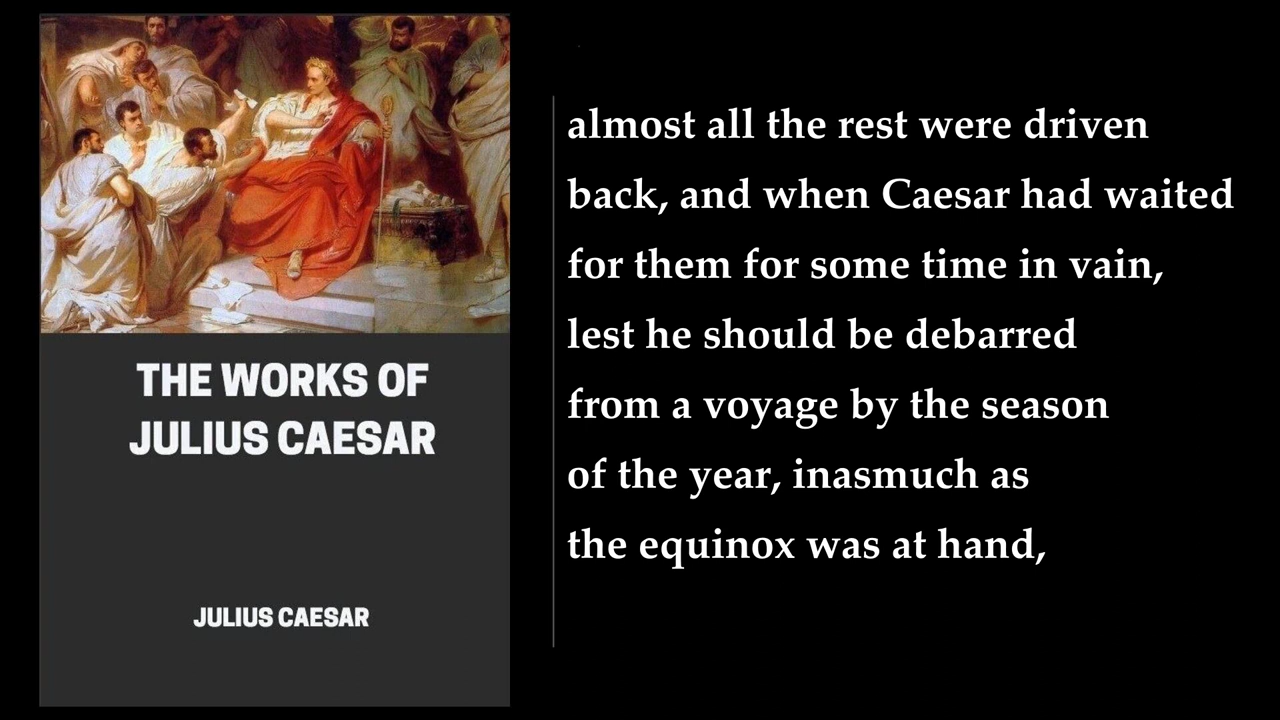 THE WORKS OF
JULIUS CAESAR
JULIUS CAESAR
almost all the rest were driven
back, and when Caesar had waited
for them for some time in vain,
lest he should be debarred
from a voyage by the season
of the year, inasmuch as
the equinox was at hand,